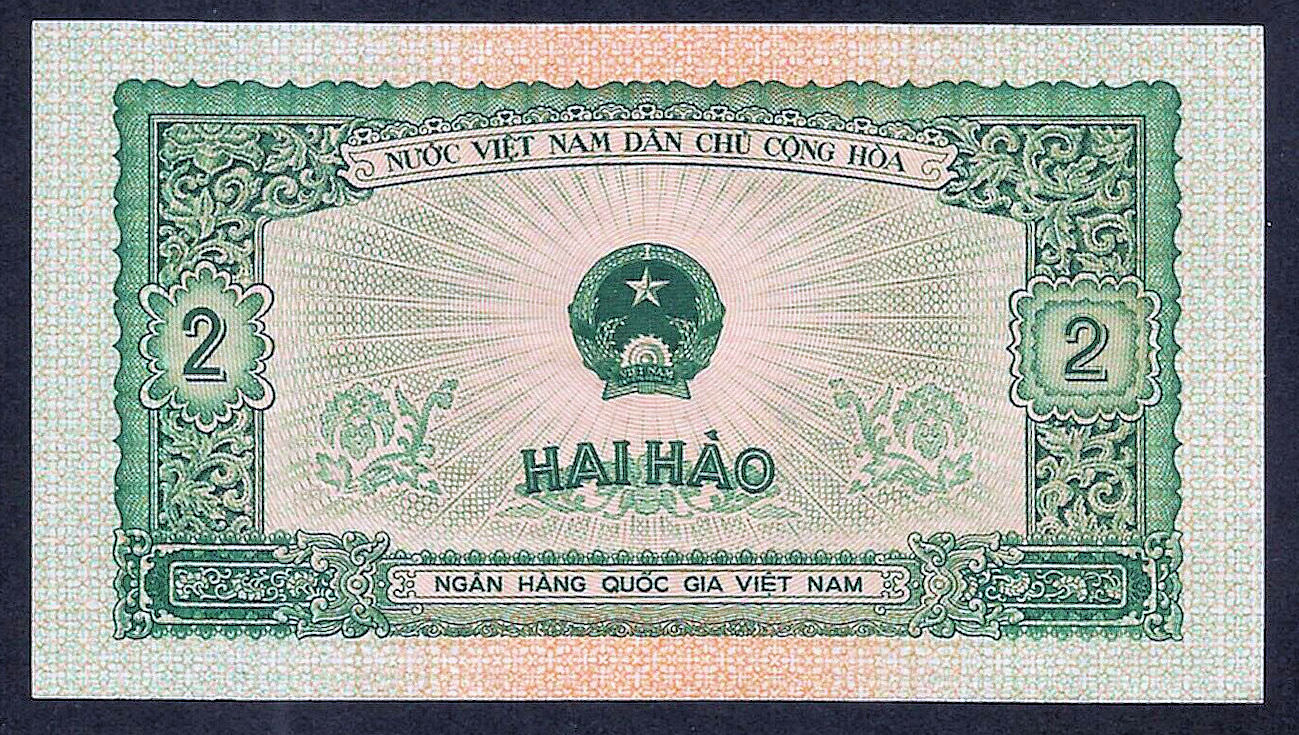 NƯỚC VIỆT NAM DÂN CHỦ CỘNG HÒA
2
2
VIỆT NAM
HAI HÀO
NGÂN HÀNG QUỐC GIA VIỆT NAM